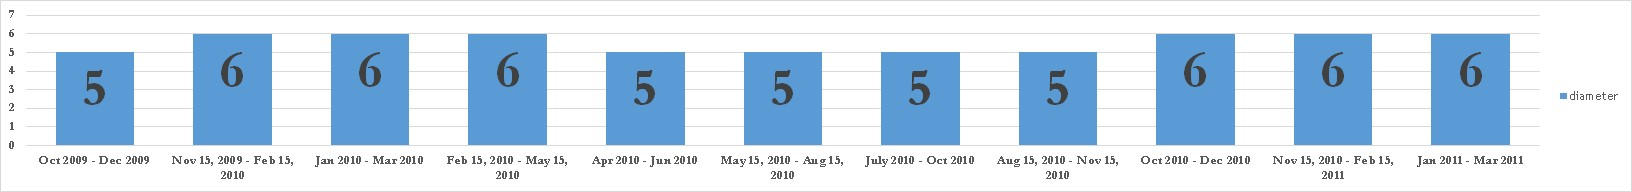 7
6
5
4
3
2
1
0
5
6
6
6
5
5
5
5
6
6
6
Oct 2009 - Dec 2009
Nov 15, 2009 - Feb 15,
2010
Jan 2010 - Mar 2010
Feb 15, 2010 - May 15,
2010
Apr 2010 - Jun 2010
May 15, 2010 - Aug 15,
2010
July 2010 - Oct 2010
Aug 15, 2010 - Nov 15,
2010
Oct 2010 - Dec 2010
Nov 15, 2010 - Feb 15,
2011
Jan 2011 - Mar 2011
diameter